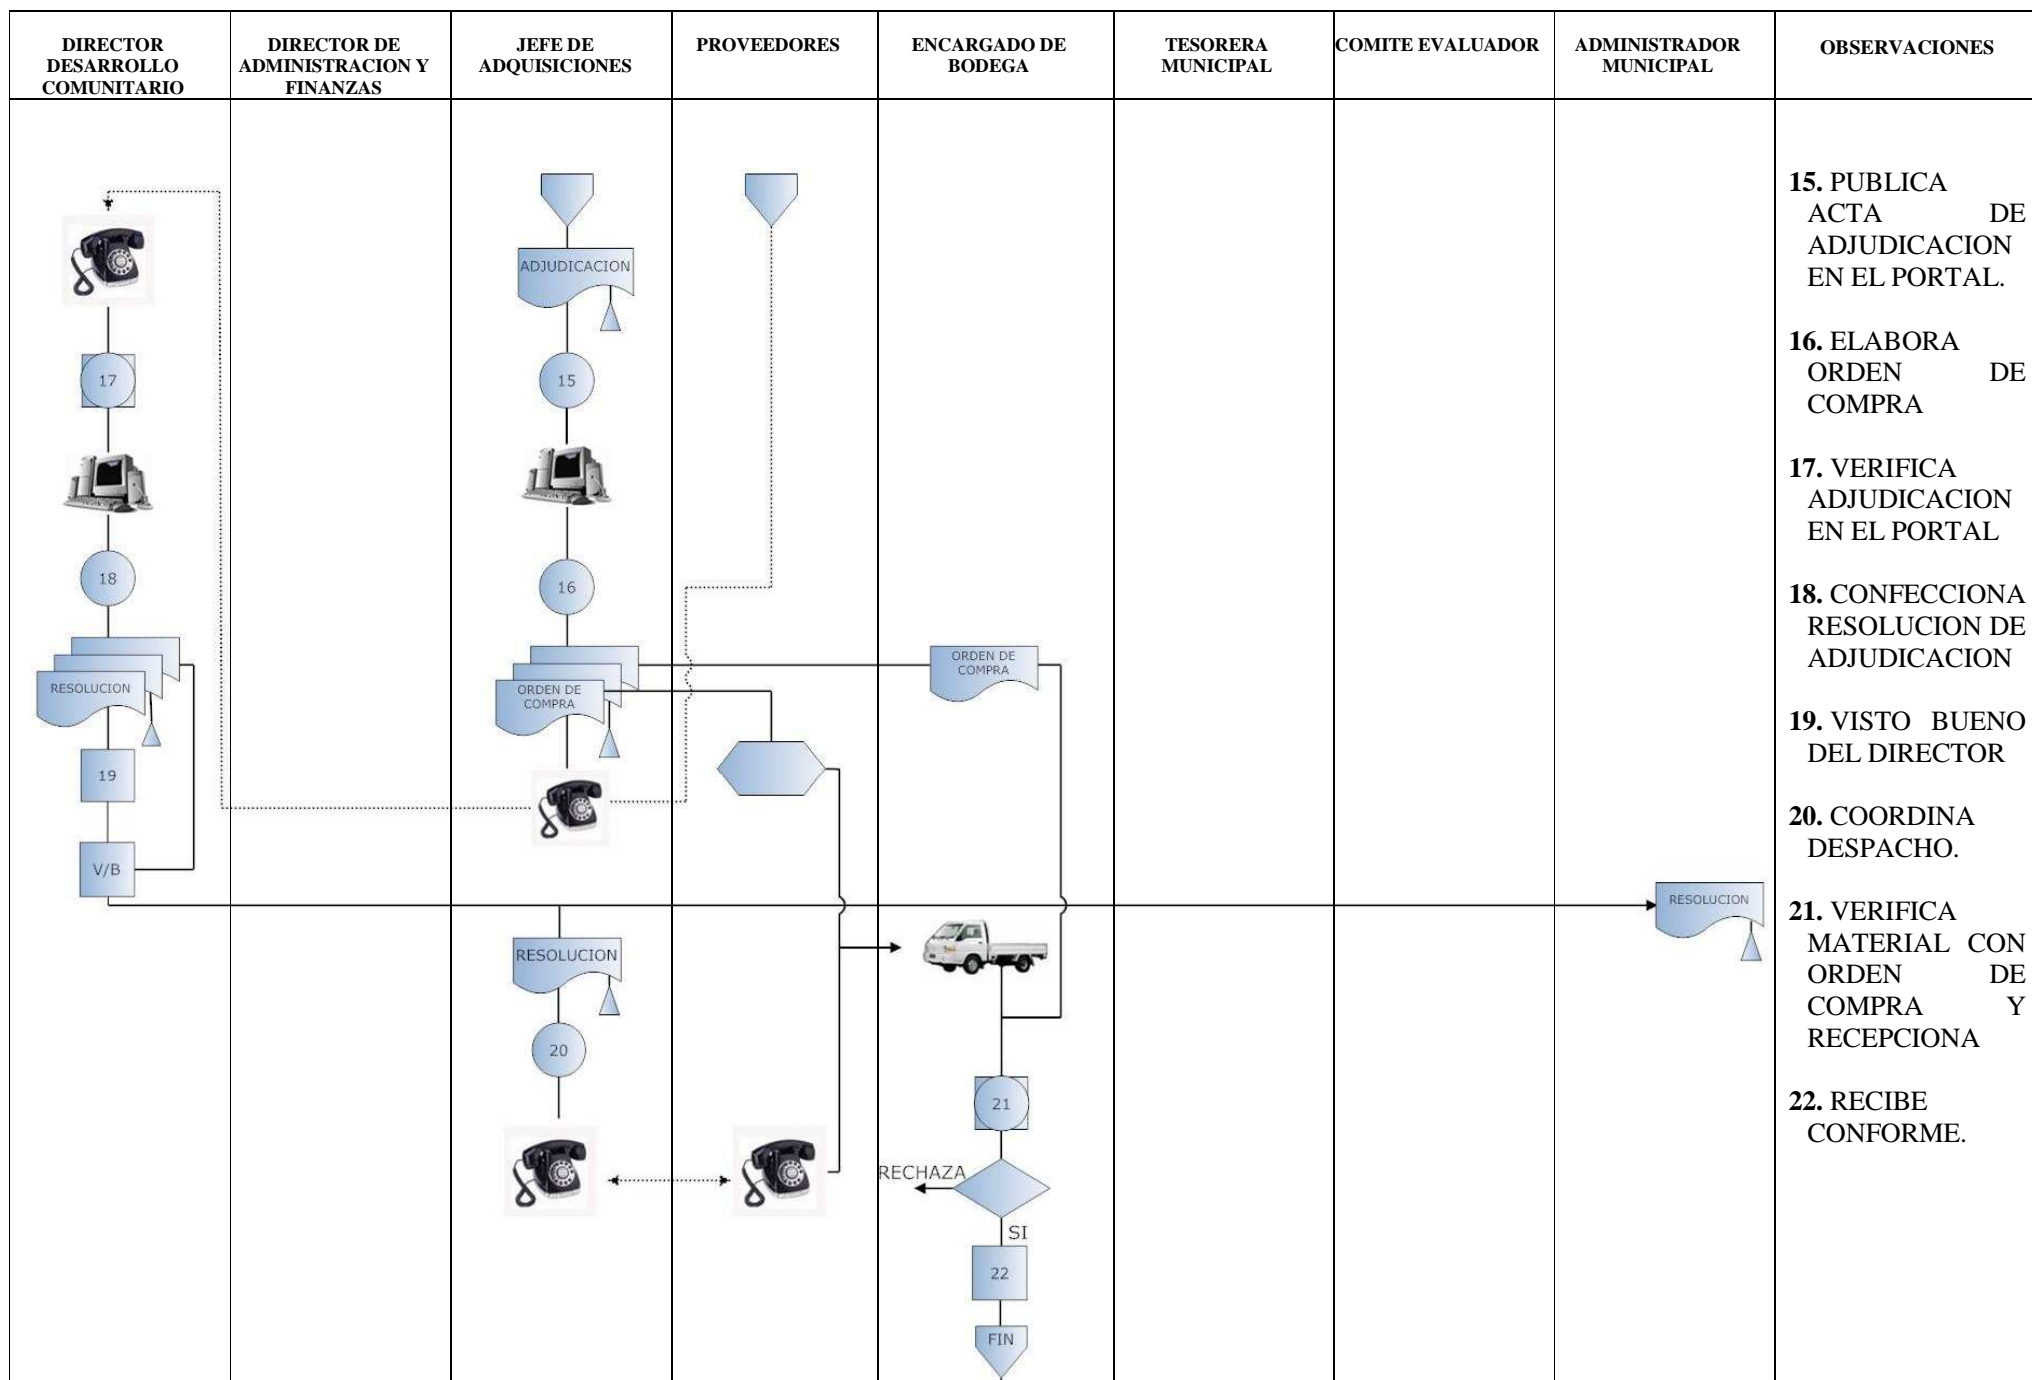 DIRECTOR
DESARROLLO
COMUNITARIO
DIRECTOR DE
ADMINISTRACION Y
FINANZAS
JEFE DE
ADQUISICIONES
PROVEEDORES
ENCARGADO DE
BODEGA
TESORERA
MUNICIPAL
COMITE EVALUADOR
ADMINISTRADOR
MUNICIPAL
OBSERVACIONES
17
18
RESOLUCION
19
V/B
ADJUDICACION
15
16
ORDEN DE
COMPRA
RESOLUCION
20
ORDEN DE
COMPRA
21
RECHAZA
SI
22
FIN
RESOLUCION
15. PUBLICA
ACTA DE
ADJUDICACION
EN EL PORTAL.
16. ELABORA
ORDEN DE
COMPRA
17. VERIFICA
ADJUDICACION
EN EL PORTAL
18. CONFECCIONA
RESOLUCION DE
ADJUDICACION
19. VISTO BUENO
DEL DIRECTOR
20. COORDINA
DESPACHO.
21. VERIFICA
MATERIAL CON
ORDEN DE
COMPRA Y
RECEPCIONA
22. RECIBE
CONFORME.